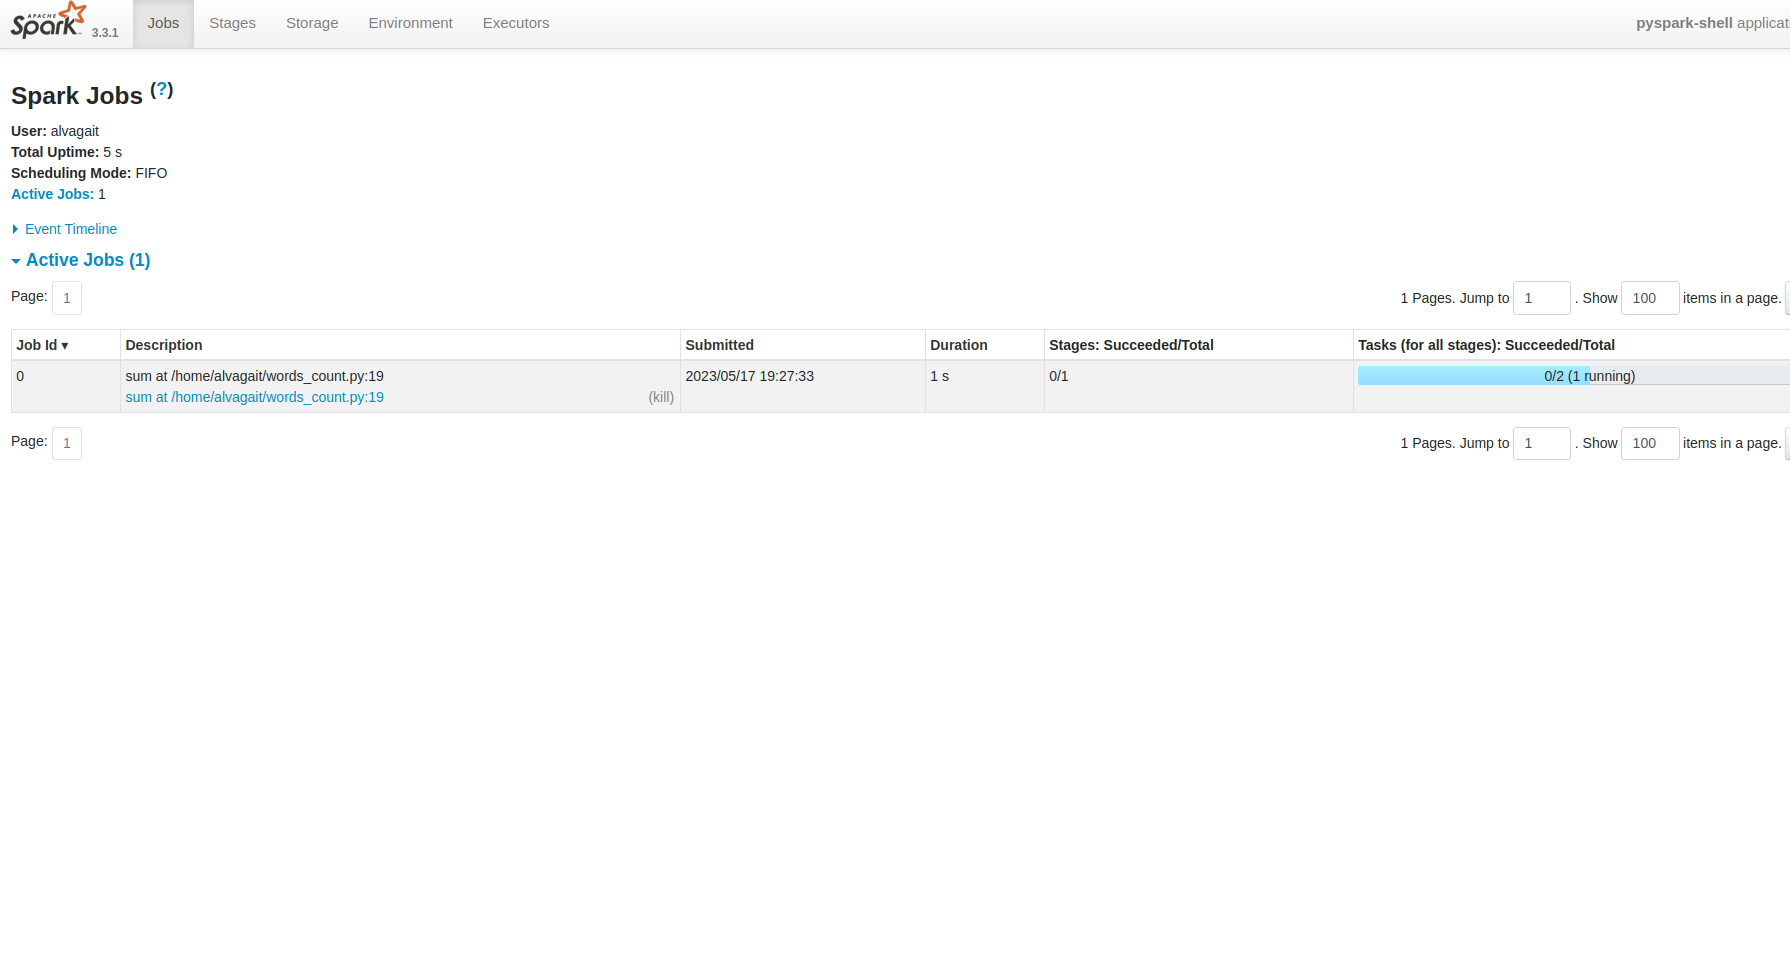 APACHE
Spark 3.3.1 Jobs Stages Storage Environment Executors pyspark-shell applicati
Spark Jobs (?)
User: alvagait
Total Uptime: 5 s
Scheduling Mode: FIFO
Active Jobs: 1
Event Timeline
Active Jobs (1)
Page: 1 1 Pages. Jump to 1 . Show 100 items in a page.
Job Id ▾ Description Submitted Duration Stages: Succeeded/Total Tasks (for all stages): Succeeded/Total
0 sum at /home/alvagait/words_count.py:19 2023/05/17 19:27:33 1 s 0/1 0/2 (1 running)
sum at /home/alvagait/words_count.py:19 (kill)
Page: 1 1 Pages. Jump to 1 . Show 100 items in a page.